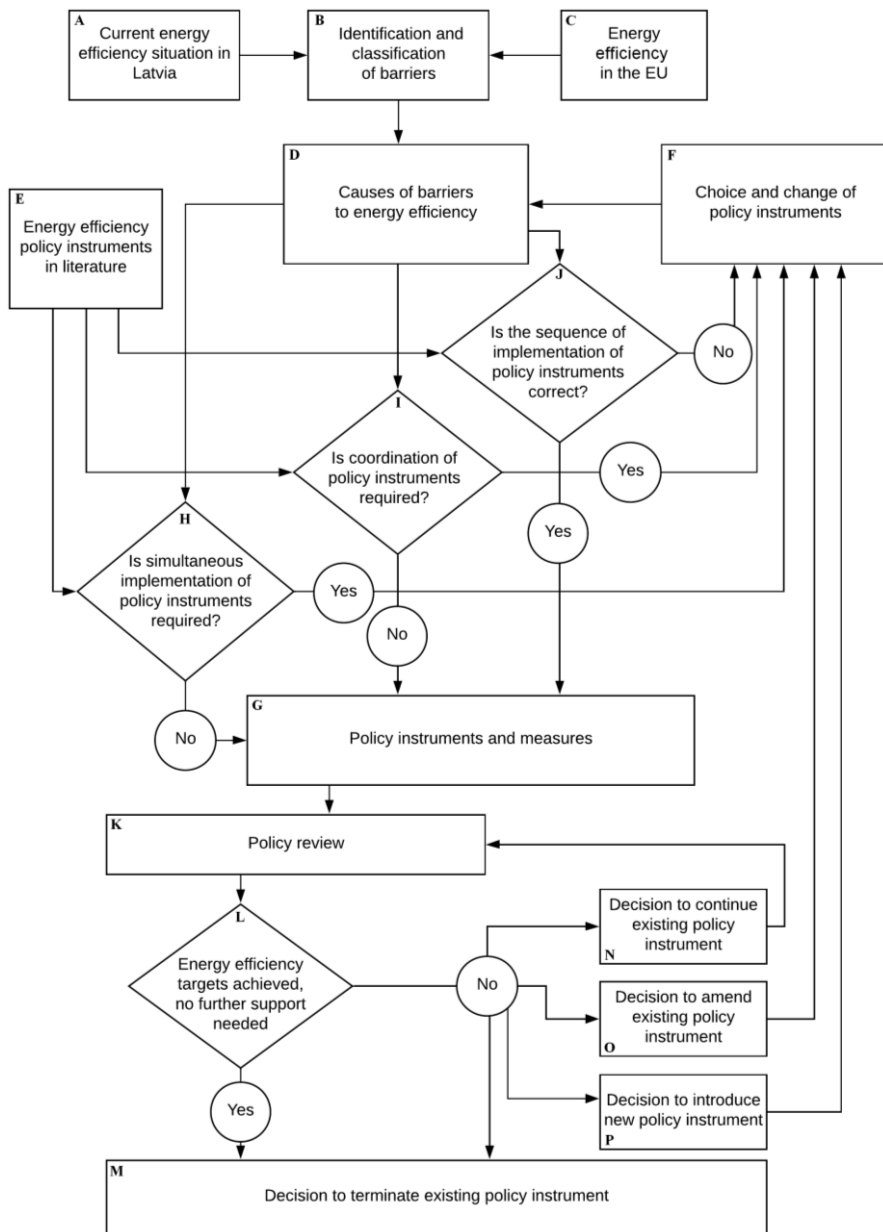 A
Current energy
efficiency situation in
Latvia
B
Identification and
classification
of barriers
C
Energy
efficiency
in the EU
D
Causes of barriers
to energy efficiency
F
Choice and change of
policy instruments
E
Energy efficiency
policy instruments
in literature
J
Is the sequence of
implementation of
policy instruments
correct?
No
I
Is coordination of
policy instruments
required?
Yes
H
Is simultaneous
implementation of
policy instruments
required?
Yes
Yes
No
No
G
Policy instruments and measures
K
Policy review
L
Energy efficiency
targets achieved,
no further support
needed
No
Decision to continue
existing policy
instrument
N
Decision to amend
existing policy
instrument
O
Decision to introduce
new policy instrument
P
Yes
M
Decision to terminate existing policy instrument